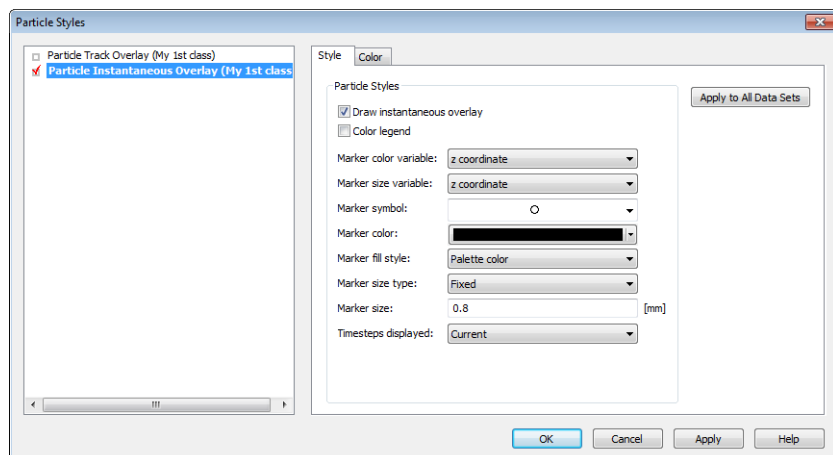 Particle Styles
Particle Track Overlay (My 1st class)
Particle Instantaneous Overlay (My 1st class
Style Color
Particle Styles
Apply to All Data Sets
Draw instantaneous overlay
Color legend
Marker color variable: z coordinate
Marker size variable: z coordinate
Marker symbol:
Marker color:
Marker fill style: Palette color
Marker size type: Fixed
Marker size: 0.8 [mm]
Timesteps displayed: Current
OK Cancel Apply Help